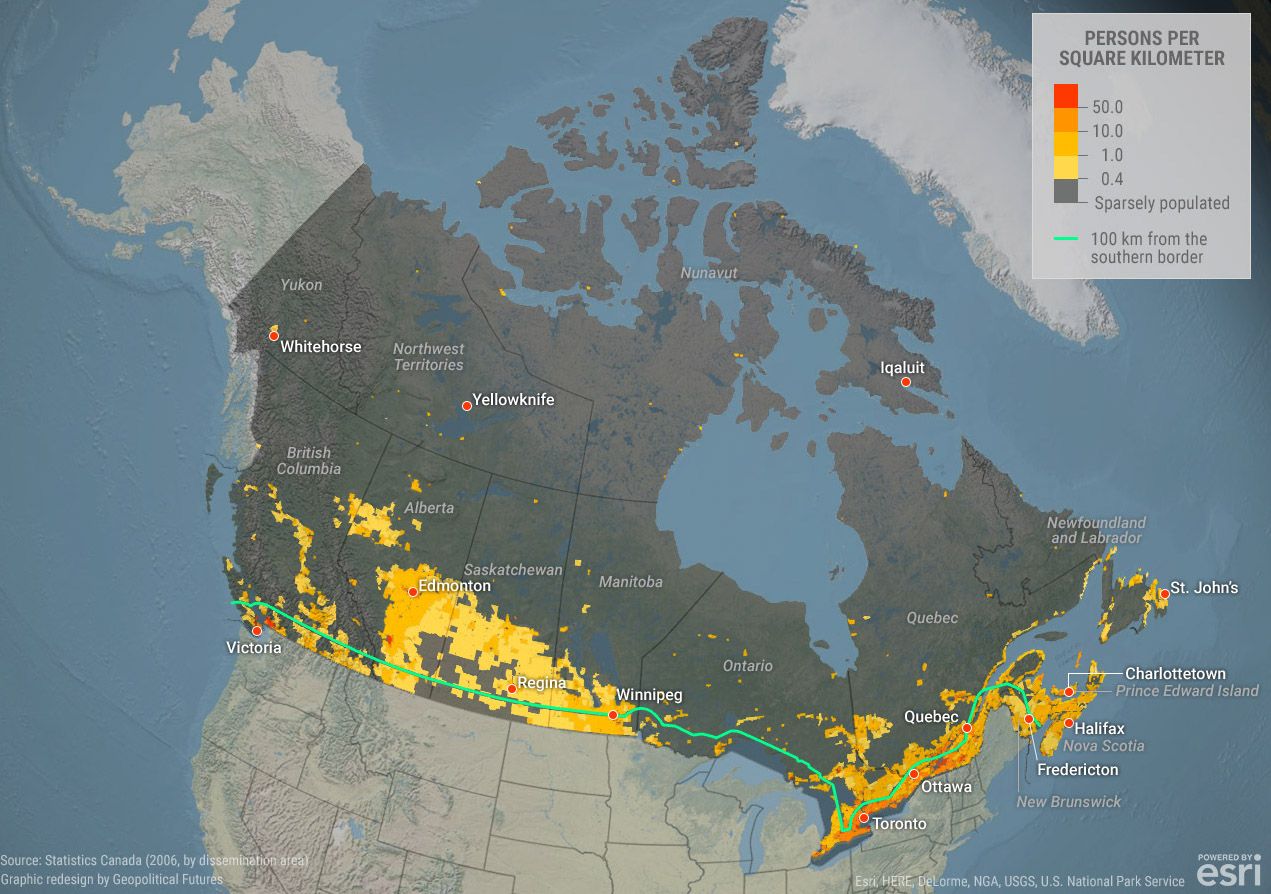 PERSONS PER
SQUARE KILOMETER
50.0
10.0
1.0
0.4
Sparsely populated
100 km from the
southern border
Nunavut
Yukon
Whitehorse
Northwest
Territories
Iqaluit
Yellowknife
British
Columbia
Alberta
Newfoundland
and Labrador
Saskatchewan
Edmonton
Manitoba
St. John's
Quebec
Victoria
Ontario
Charlottetown
Regina
Prince Edward Island
Winnipeg
Quebec
Halifax
Nova Scotia
Fredericton
Ottawa
New Brunswick
Toronto
Source: Statistics Canada (2006, by dissemination area)
Graphic redesign by Geopolitical Futures
Esri, HERE, DeLorme, NGA, USGS, U.S. National Park Service
POWERED BY
esri